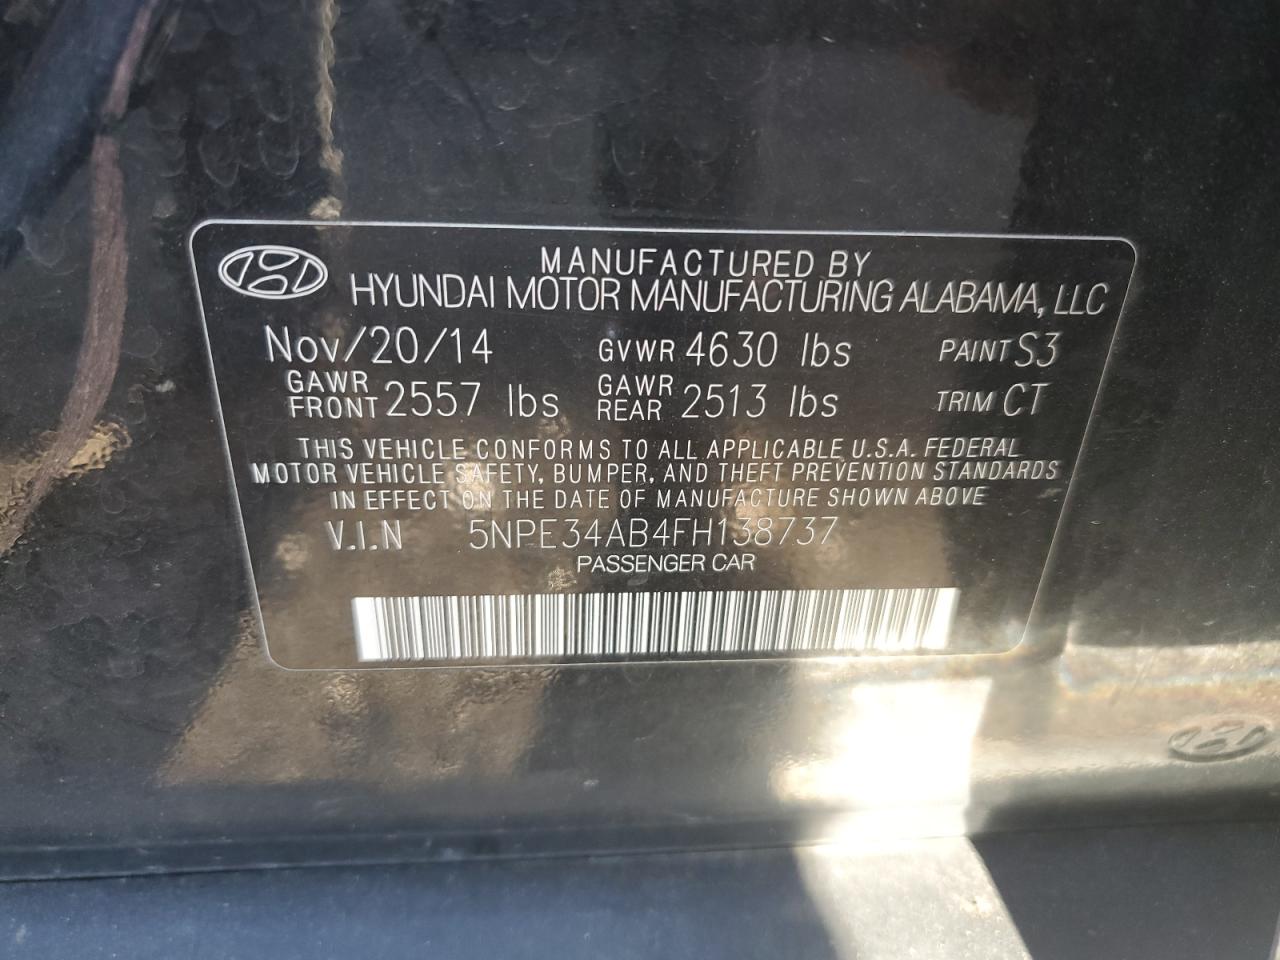 MANUFACTURED BY
HYUNDAI MOTOR MANUFACTURING ALABAMA, LLC
Nov/20/14 GVWR 4630 lbs PAINT S3
GAWR FRONT 2557 lbs GAWR REAR 2513 lbs TRIM CT
THIS VEHICLE CONFORMS TO ALL APPLICABLE U.S.A. FEDERAL
MOTOR VEHICLE SAFETY, BUMPER, AND THEFT PREVENTION STANDARDS
IN EFFECT ON THE DATE OF MANUFACTURE SHOWN ABOVE
V.I.N 5NPE34AB4FH138737
PASSENGER CAR